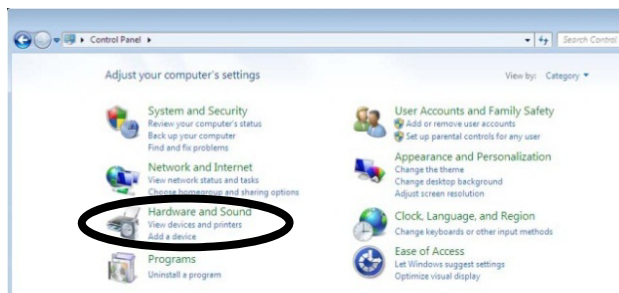 Control Panel
Search Control
Adjust your computer's settings
View by: Category
System and Security
Review your computer's status
Back up your computer
Find and fix problems
Network and Internet
View network status and tasks
Choose homegroup and sharing options
Hardware and Sound
View devices and printers
Add a device
Programs
Uninstall a program
User Accounts and Family Safety
Add or remove user accounts
Set up parental controls for any user
Appearance and Personalization
Change the theme
Change desktop background
Adjust screen resolution
Clock, Language, and Region
Change keyboards or other input methods
Ease of Access
Let Windows suggest settings
Optimize visual display